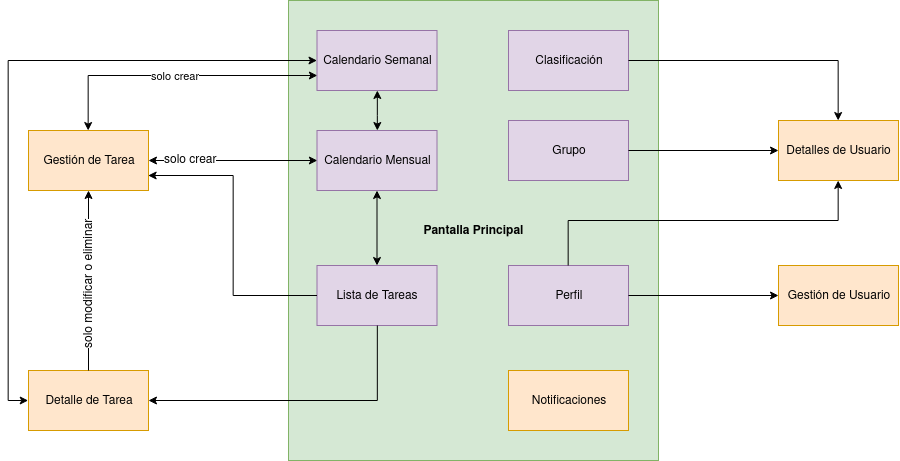 Calendario Semanal
Clasificación
solo crear
Gestión de Tarea
solo crear
Calendario Mensual
Grupo
Detalles de Usuario
Pantalla Principal
solo modificar o eliminar
Lista de Tareas
Perfil
Gestión de Usuario
Detalle de Tarea
Notificaciones